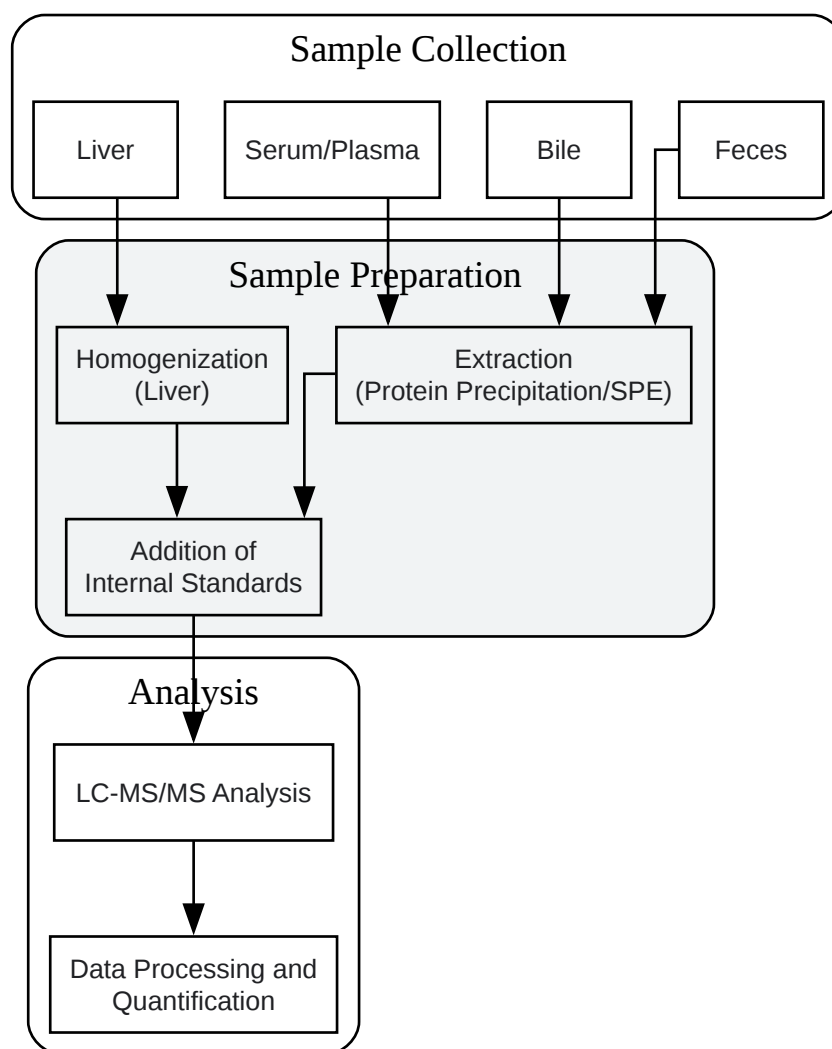 Sample Collection
Liver
Serum/Plasma
Bile
Feces
Sample Preparation
Homogenization
(Liver)
Extraction
(Protein Precipitation/SPE)
Addition of
Internal Standards
Analysis
LC-MS/MS Analysis
Data Processing and
Quantification